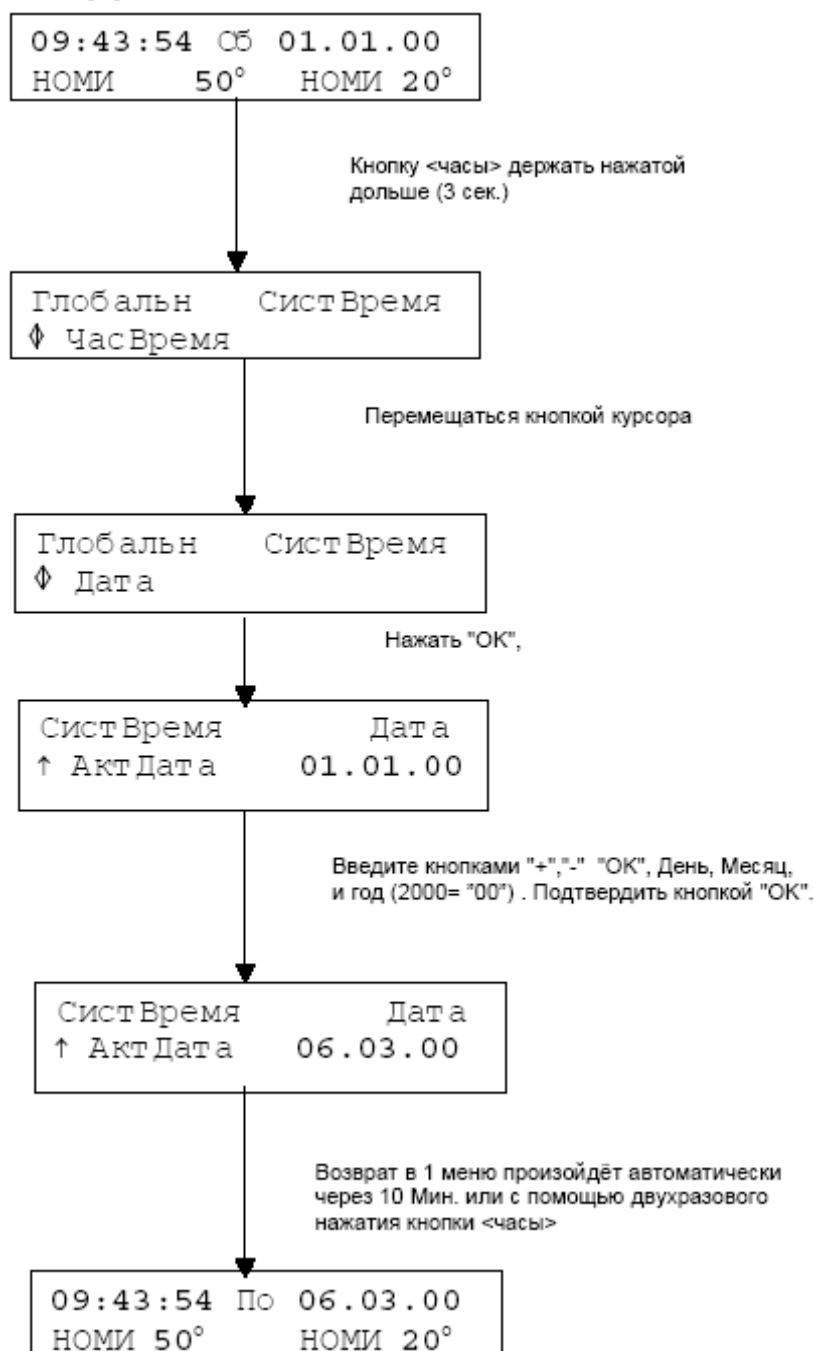 09:43:54 Сб 01.01.00
НОМИ 50° НОМИ 20°
Кнопку <часы> держать нажатой
дольше (3 сек.)
Глобальн СистВремя
ЧасВремя
Перемещаться кнопкой курсора
Глобальн СистВремя
Дата
Нажать "OK",
СистВремя Дата
↑ АктДата 01.01.00
Введите кнопками "+","-" "OK", День, Месяц,
и год (2000= "00") . Подтвердить кнопкой "OK".
СистВремя Дата
↑ АктДата 06.03.00
Возврат в 1 меню произойдёт автоматически
через 10 Мин. или с помощью двухразового
нажатия кнопки <часы>
09:43:54 По 06.03.00
НОМИ 50° НОМИ 20°